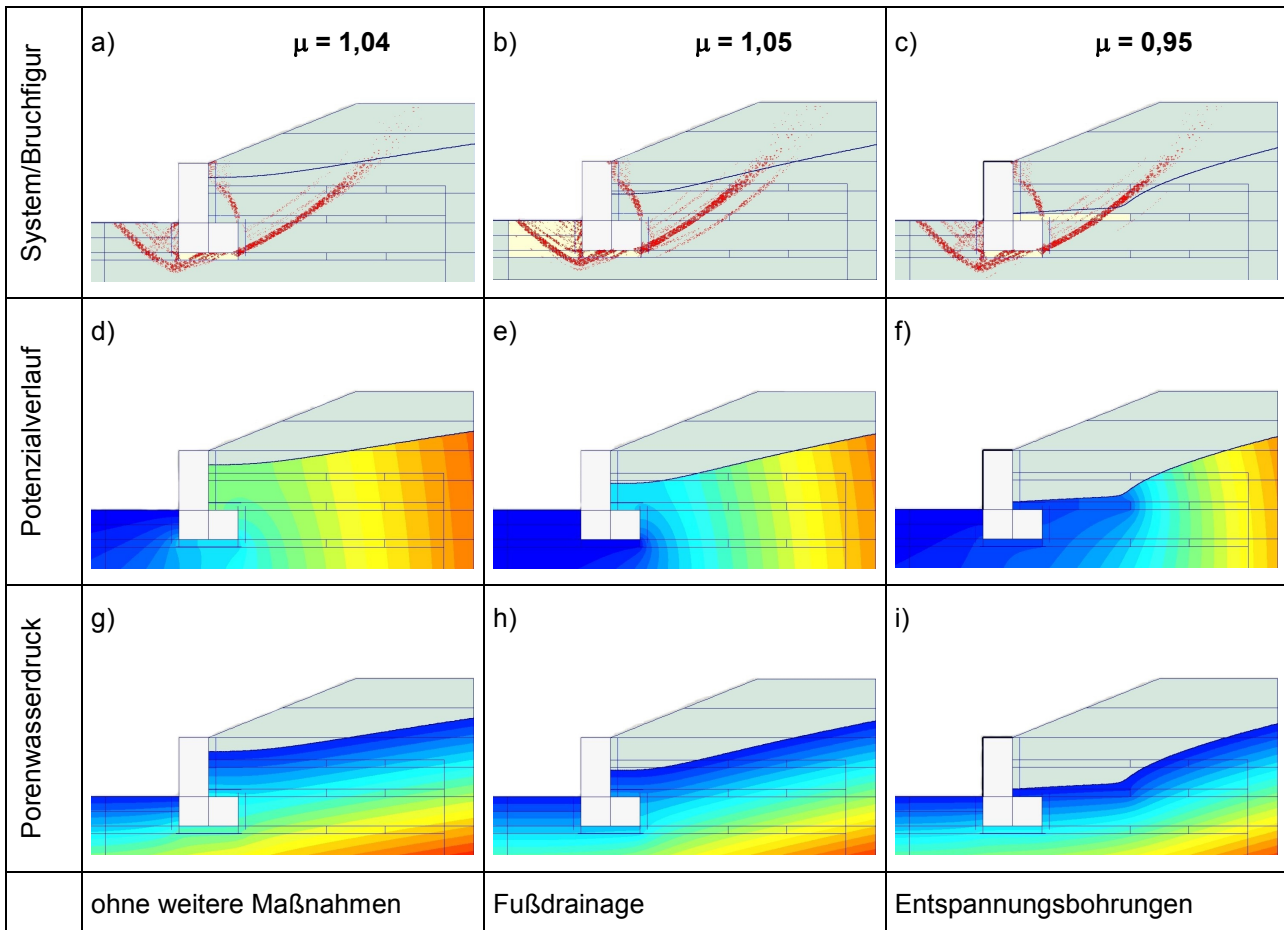 System/Bruchfigur
a) μ = 1,04
b) μ = 1,05
c) μ = 0,95
Potenzialverlauf
d)
e)
f)
Porenwasserdruck
g)
h)
i)
ohne weitere Maßnahmen
Fußdrainage
Entspannungsbohrungen